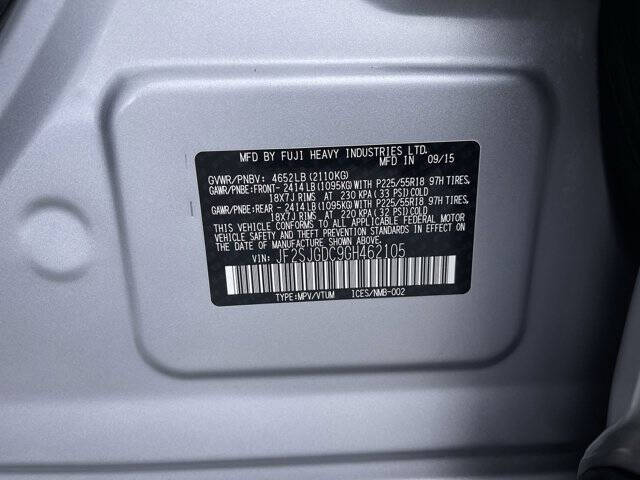 MFD BY FUJI HEAVY INDUSTRIES LTD.
MFD IN 09/15
GVWR/PNBV: 4652LB (2110KG)
GAWR/PNBE:FRONT- 2414LB(1095KG)WITH P225/55R18 97H TIRES,
18X7J RIMS AT 230 KPA (33 PSI)COLD
GAWR/PNBE:REAR - 2414LB(1095KG)WITH P225/55R18 97H TIRES,
18X7J RIMS AT 220 KPA (32 PSI)COLD
THIS VEHICLE CONFORMS TO ALL APPLICABLE FEDERAL MOTOR
VEHICLE SAFETY AND THEFT PREVENTION STANDARDS IN EFFECT ON
THE DATE OF MANUFACTURE SHOWN ABOVE.
VIN: JF2SJGDC9GH462105
TYPE:MPV/VTUM ICES/NMB-002